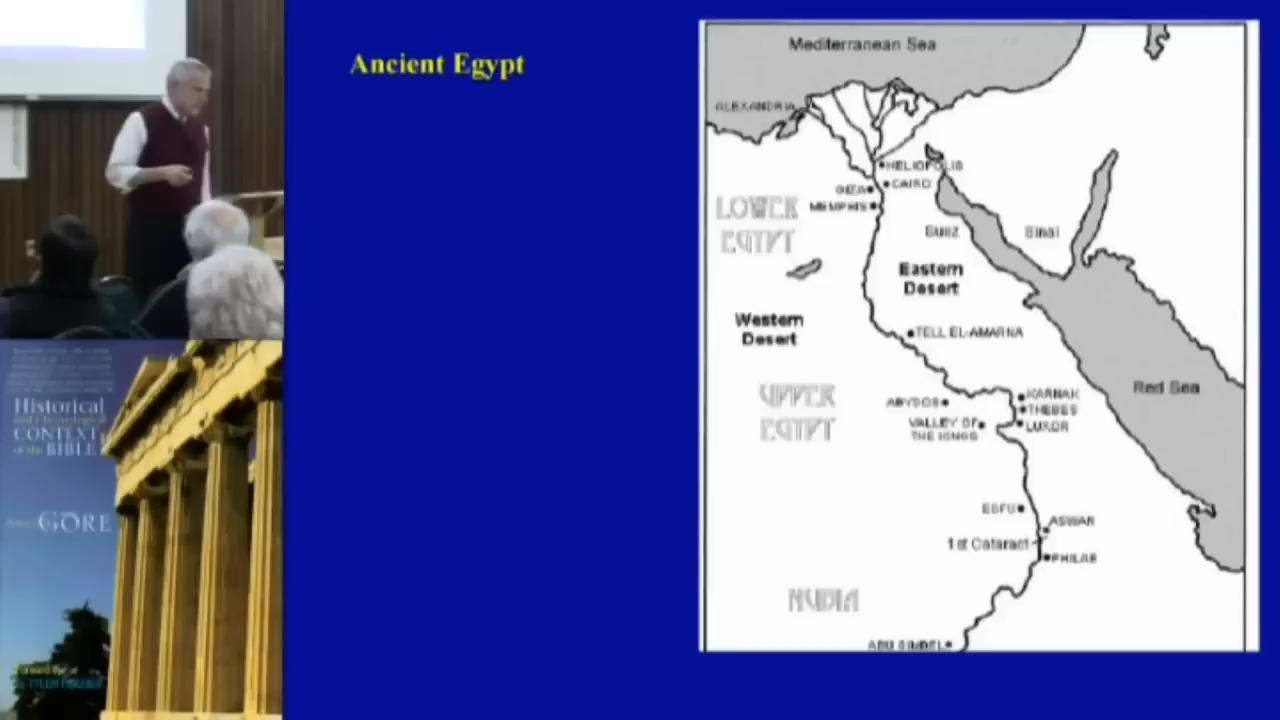 Ancient Egypt
Mediterranean Sea
ALEXANDRIA
HELIOPOLIS
CAIRO
GIZA
MEMPHIS
LOWER
EGYPT
Suez
Sinai
Eastern
Desert
Western
Desert
TELL EL-AMARNA
Red Sea
UPPER
EGYPT
ABYDOS
KARNAK
THEBES
LUXOR
VALLEY OF
THE KINGS
EDFU
ASWAN
1st Cataract
PHILAE
NUBIA
ABU SIMBEL
Historical
and Chronological
CONTEXT
of the BIBLE
GORE